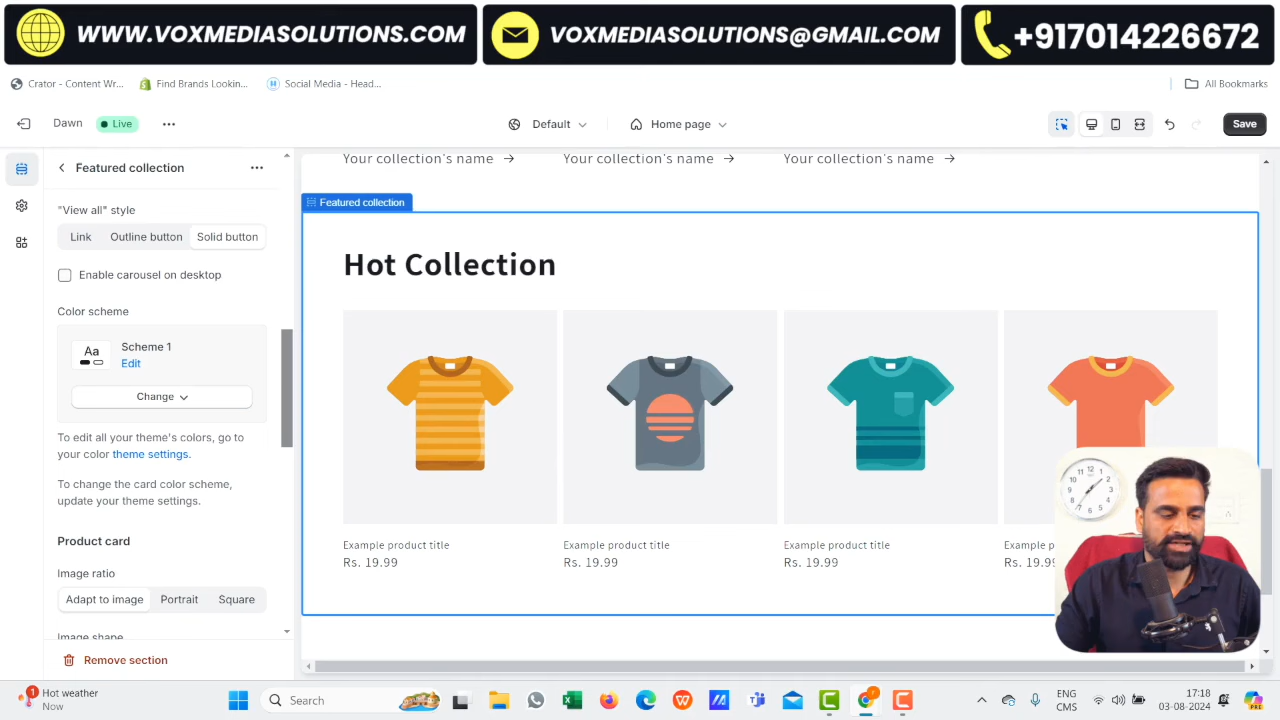 WWW.VOXMEDIASOLUTIONS.COM
VOXMEDIASOLUTIONS@GMAIL.COM
+917014226672
Crator - Content Wr...
Find Brands Lookin...
Social Media - Head...
All Bookmarks
Dawn
Live
Default
Home page
Save
Featured collection
"View all" style
Link
Outline button
Solid button
Enable carousel on desktop
Color scheme
Aa
Scheme 1
Edit
Change
To edit all your theme's colors, go to
your color theme settings.
To change the card color scheme,
update your theme settings.
Product card
Image ratio
Adapt to image
Portrait
Square
Image shape
Remove section
Your collection's name →
Your collection's name →
Your collection's name →
Featured collection
Hot Collection
Example product title
Rs. 19.99
Example product title
Rs. 19.99
Example product title
Rs. 19.99
Example p
Rs. 19.99
1
Hot weather
Now
Search
ENG
CMS
17:18
03-08-2024